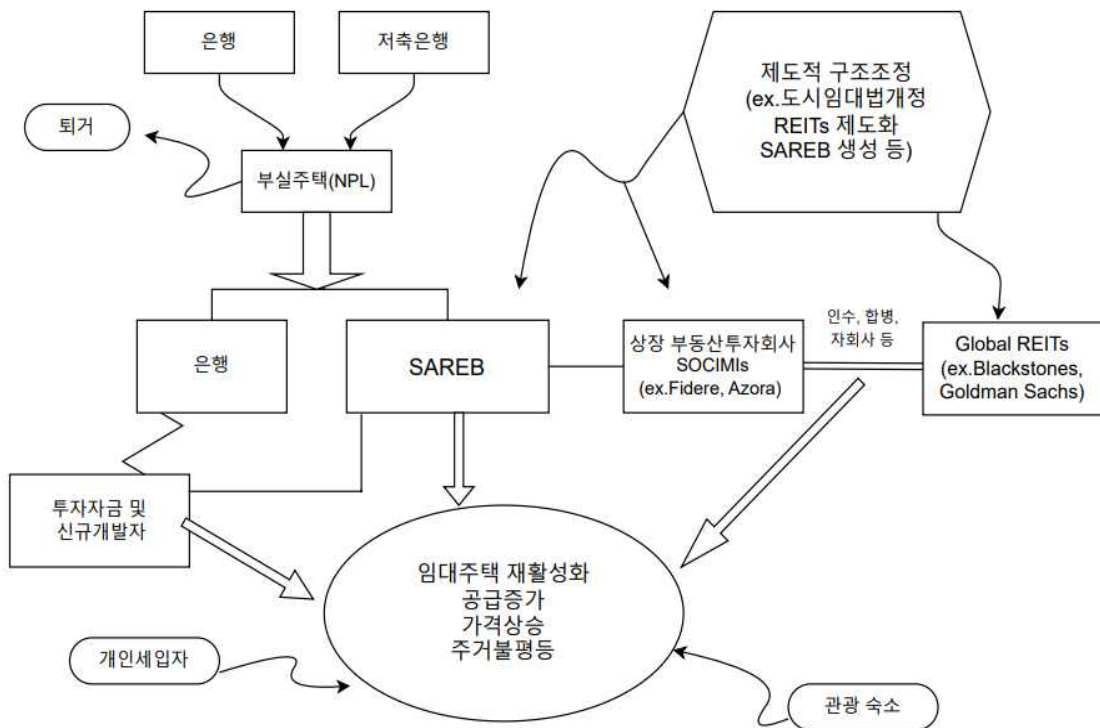 은행
저축은행
제도적 구조조정
(ex.도시임대법개정
REITs 제도화
SAREB 생성 등)
퇴거
부실주택(NPL)
은행
SAREB
상장 부동산투자회사
SOCIMIs
(ex.Fidere, Azora)
인수, 합병,
자회사 등
Global REITs
(ex.Blackstones,
Goldman Sachs)
투자자금 및
신규개발자
임대주택 재활성화
공급증가
가격상승
주거불평등
개인세입자
관광 숙소